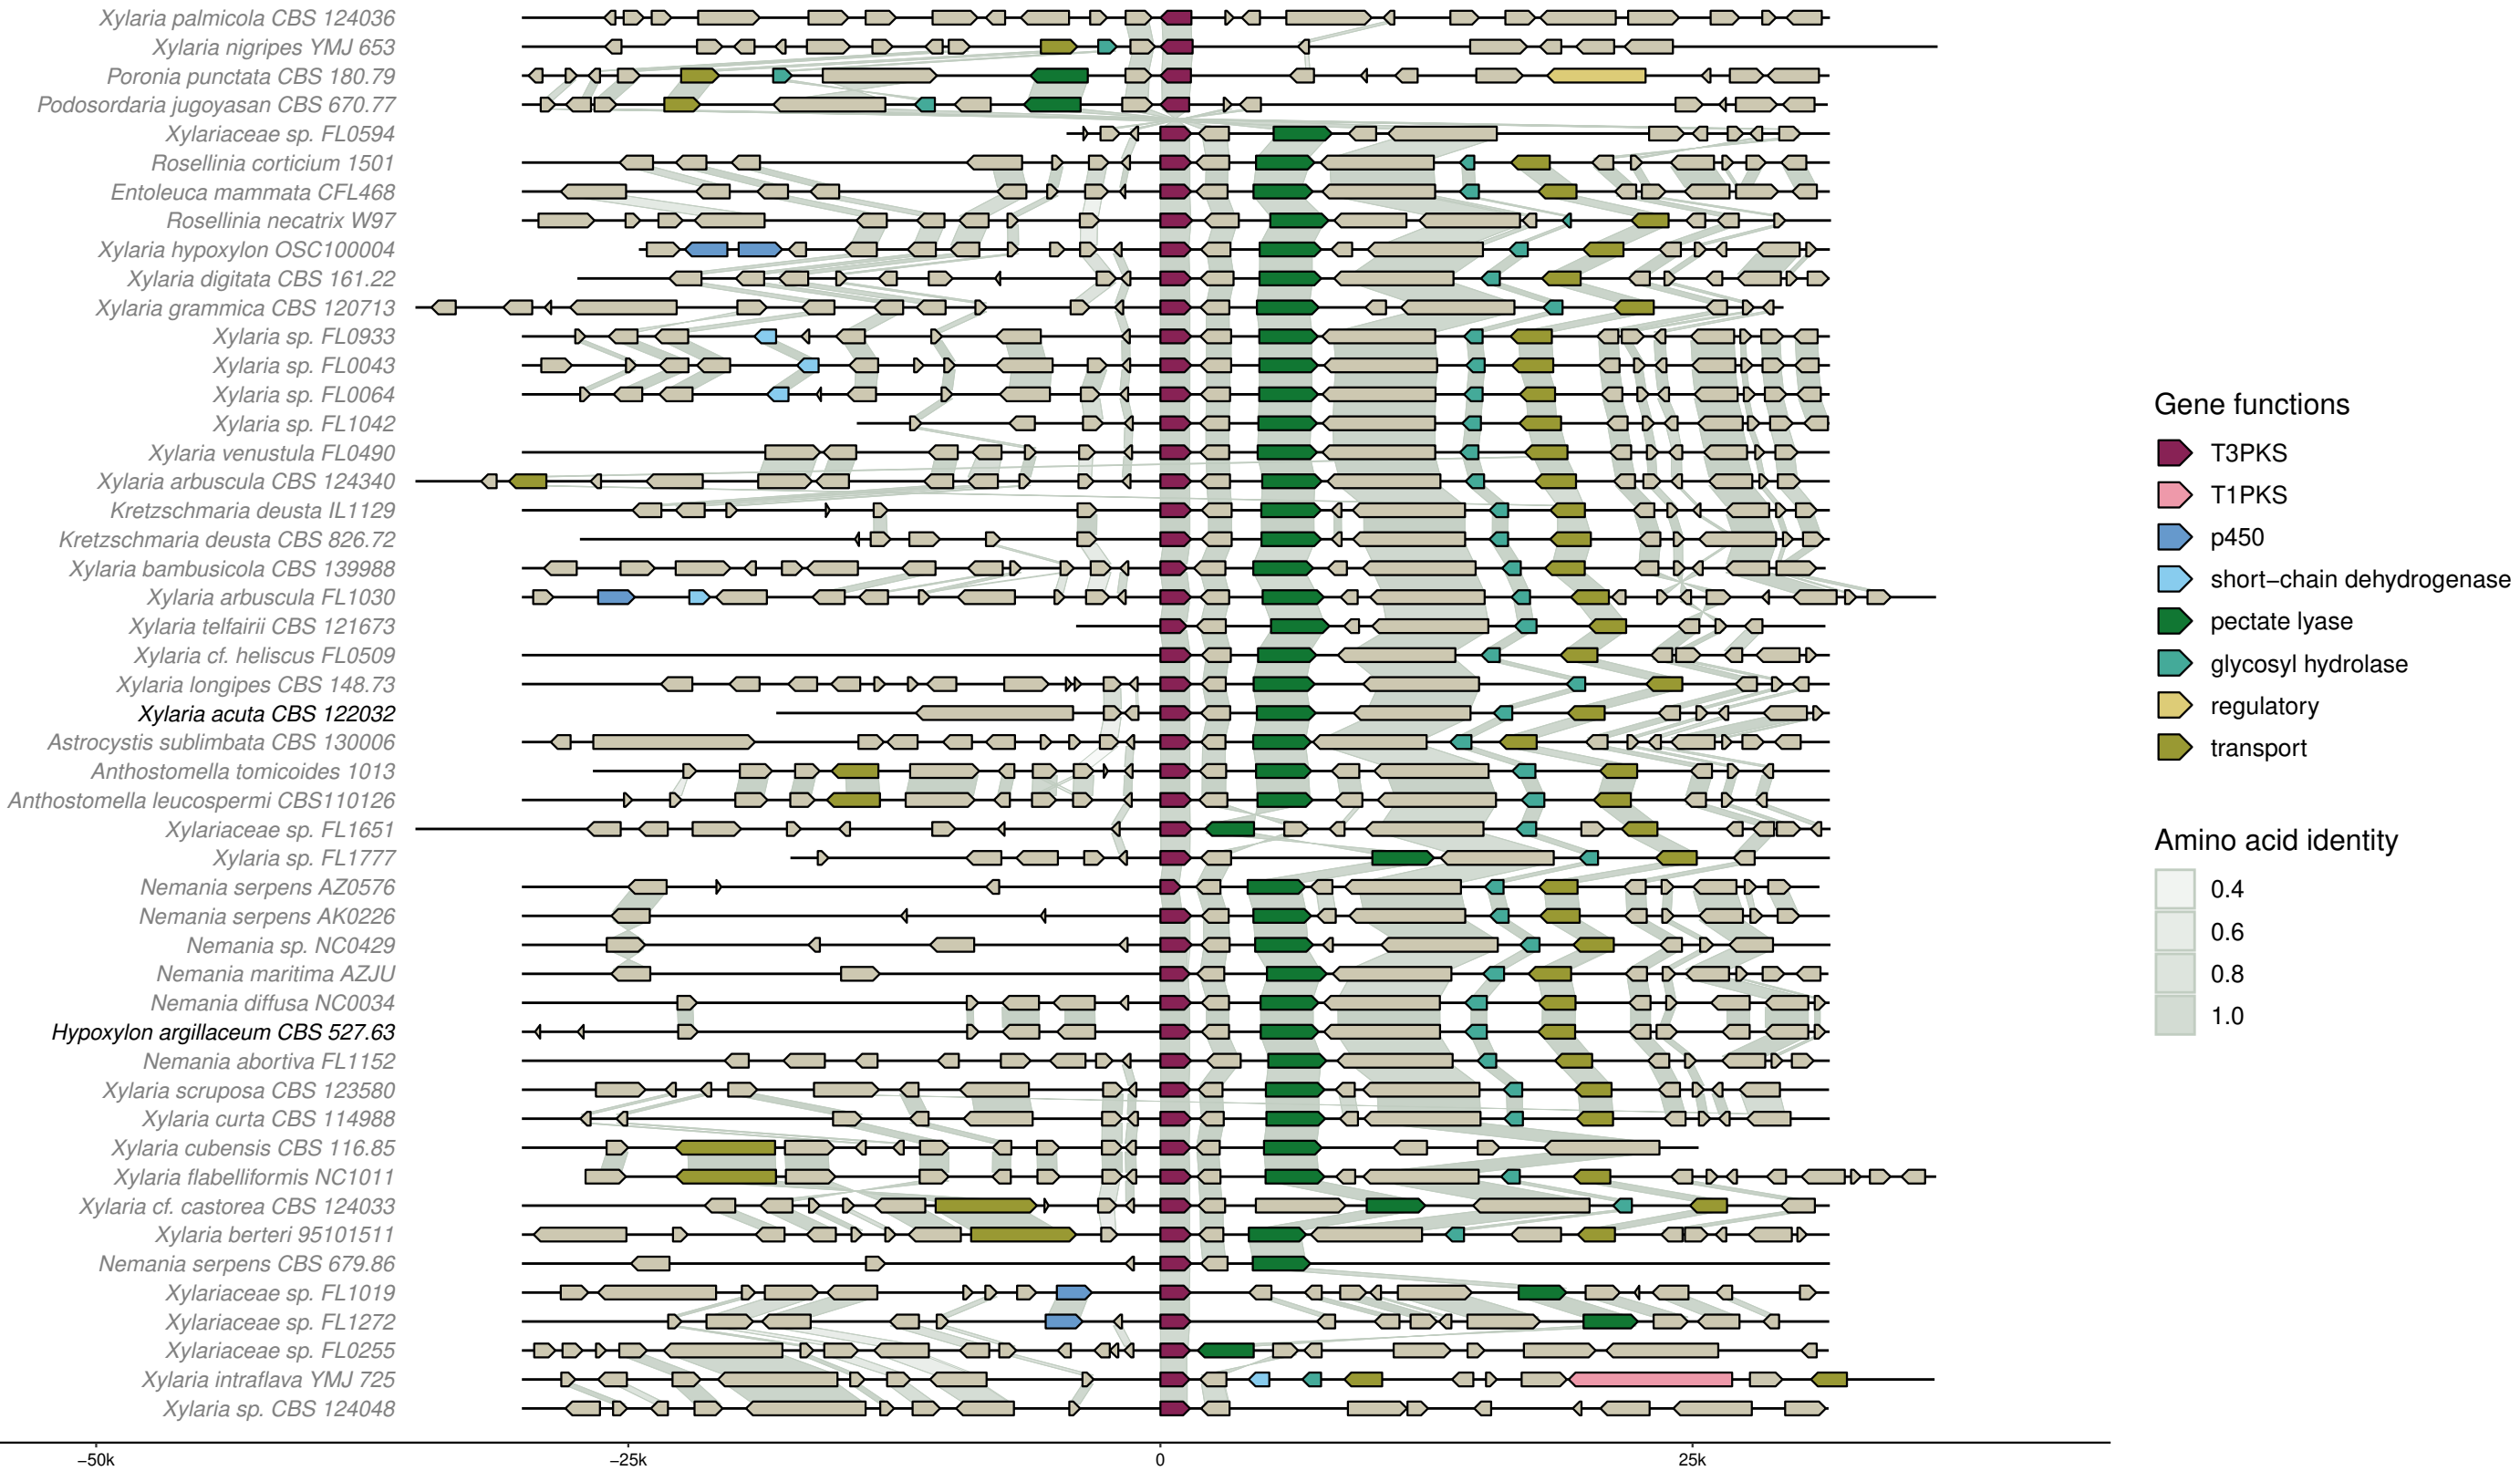 Xylaria palmicola CBS 124036
Xylaria nigripes YMJ 653
Poronia punctata CBS 180.79
Podosordaria jugoyasan CBS 670.77
Xylariaceae sp. FL0594
Rosellinia corticium 1501
Entoleuca mammata CFL468
Rosellinia necatrix W97
Xylaria hypoxylon OSC100004
Xylaria digitata CBS 161.22
Xylaria grammica CBS 120713
Xylaria sp. FL0933
Xylaria sp. FL0043
Xylaria sp. FL0064
Xylaria sp. FL1042
Xylaria venustula FL0490
Xylaria arbuscula CBS 124340
Kretzschmaria deusta IL1129
Kretzschmaria deusta CBS 826.72
Xylaria bambusicola CBS 139988
Xylaria arbuscula FL1030
Xylaria telfairii CBS 121673
Xylaria cf. heliscus FL0509
Xylaria longipes CBS 148.73
Xylaria acuta CBS 122032
Astrocystis sublimbata CBS 130006
Anthostomella tomicoides 1013
Anthostomella leucospermi CBS110126
Xylariaceae sp. FL1651
Xylaria sp. FL1777
Nemania serpens AZ0576
Nemania serpens AK0226
Nemania sp. NC0429
Nemania maritima AZJU
Nemania diffusa NC0034
Hypoxylon argillaceum CBS 527.63
Nemania abortiva FL1152
Xylaria scruposa CBS 123580
Xylaria curta CBS 114988
Xylaria cubensis CBS 116.85
Xylaria flabelliformis NC1011
Xylaria cf. castorea CBS 124033
Xylaria berteri 95101511
Nemania serpens CBS 679.86
Xylariaceae sp. FL1019
Xylariaceae sp. FL1272
Xylariaceae sp. FL0255
Xylaria intraflava YMJ 725
Xylaria sp. CBS 124048
−50k −25k 0 25k
Gene functions
T3PKS
T1PKS
p450
short−chain dehydrogenase
pectate lyase
glycosyl hydrolase
regulatory
transport
Amino acid identity
0.4
0.6
0.8
1.0